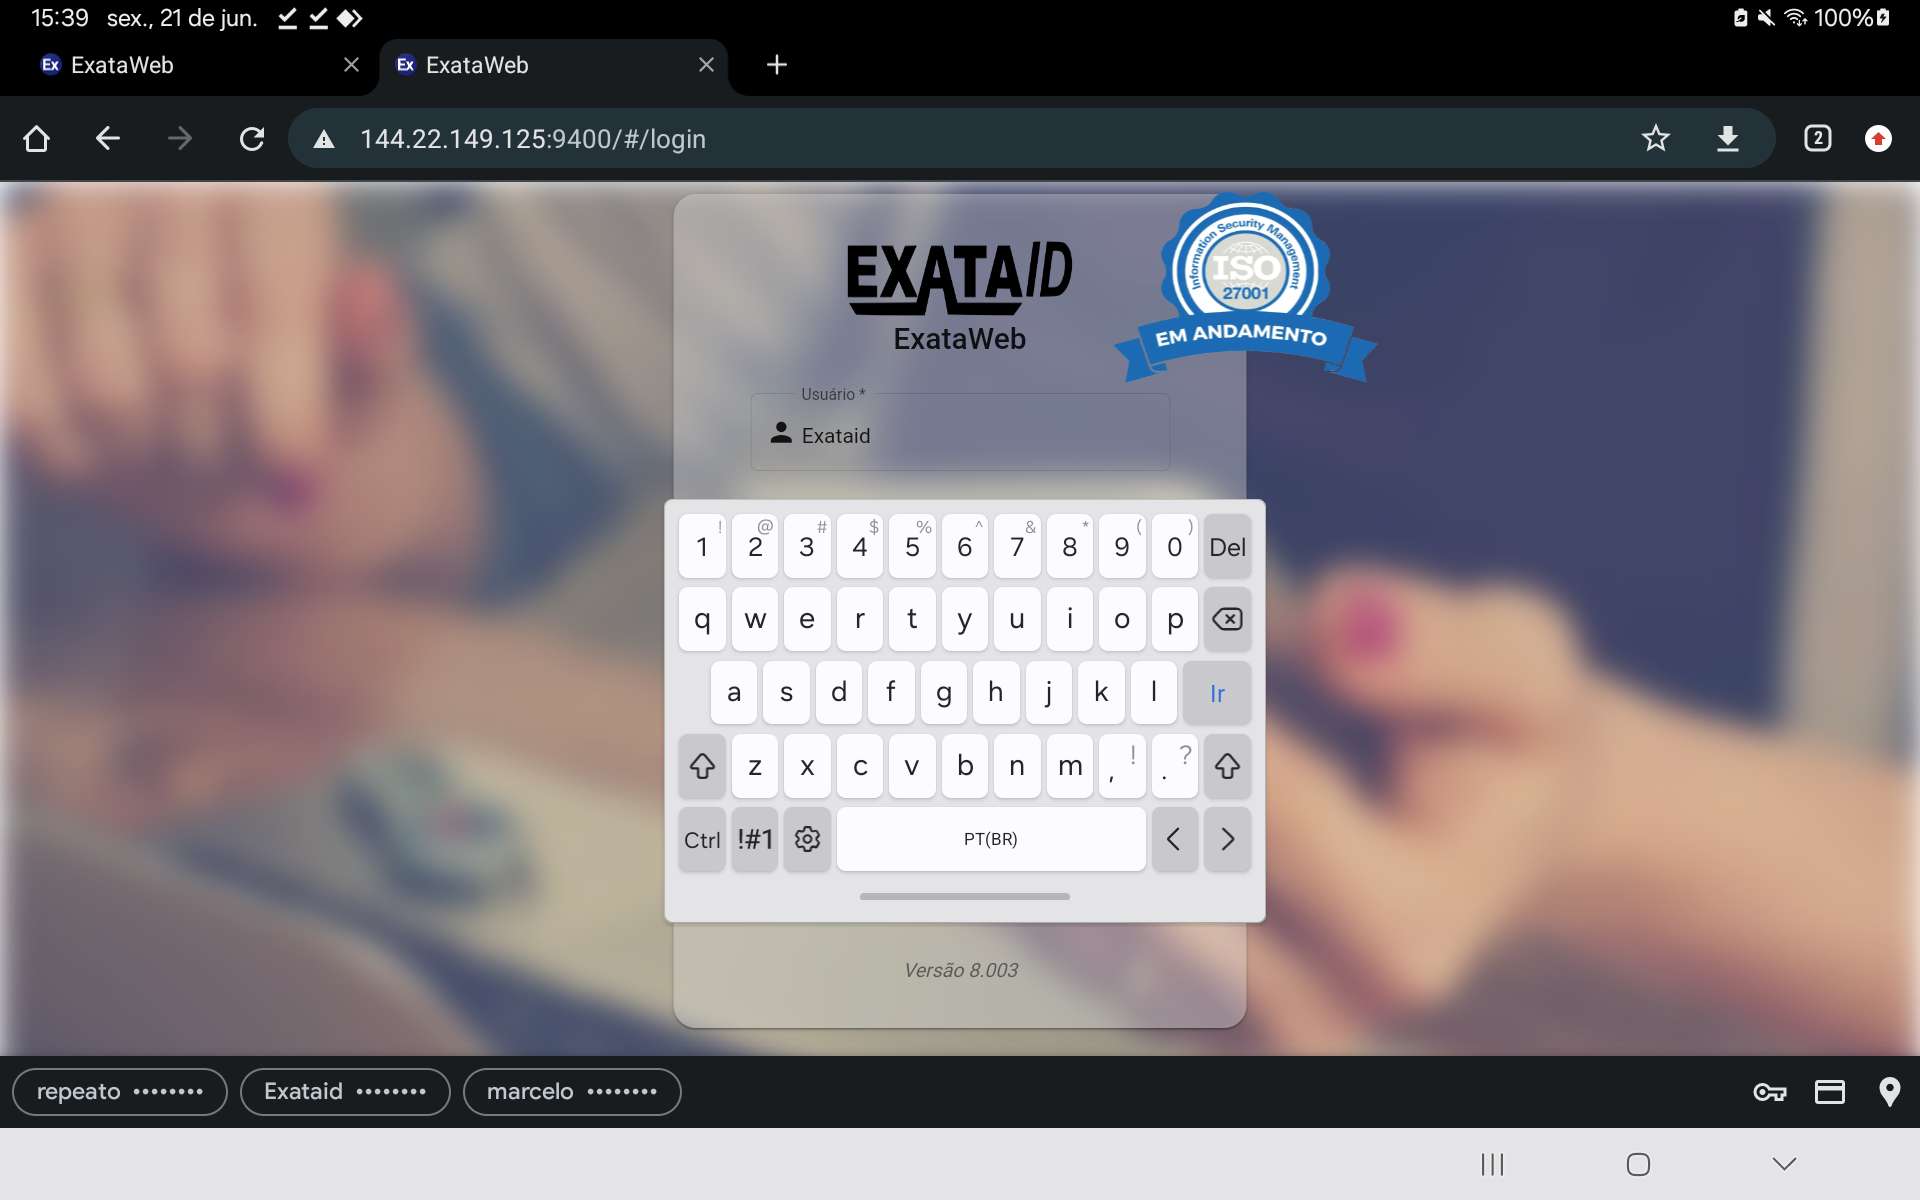 15:39 sex., 21 de jun. 100%
Ex ExataWeb
Ex ExataWeb
144.22.149.125:9400/#/login
2
EXATAID
ExataWeb
Information Security Management
ISO
27001
EM ANDAMENTO
Usuário *
Exataid
1 ! 2 @ 3 # 4 $ 5 % 6 ^ 7 & 8 * 9 ( 0 ) Del
q w e r t y u i o p
a s d f g h j k l Ir
z x c v b n m , ! . ?
Ctrl !#1 PT(BR) < >
Versão 8.003
repeato ••••••••
Exataid ••••••••
marcelo ••••••••